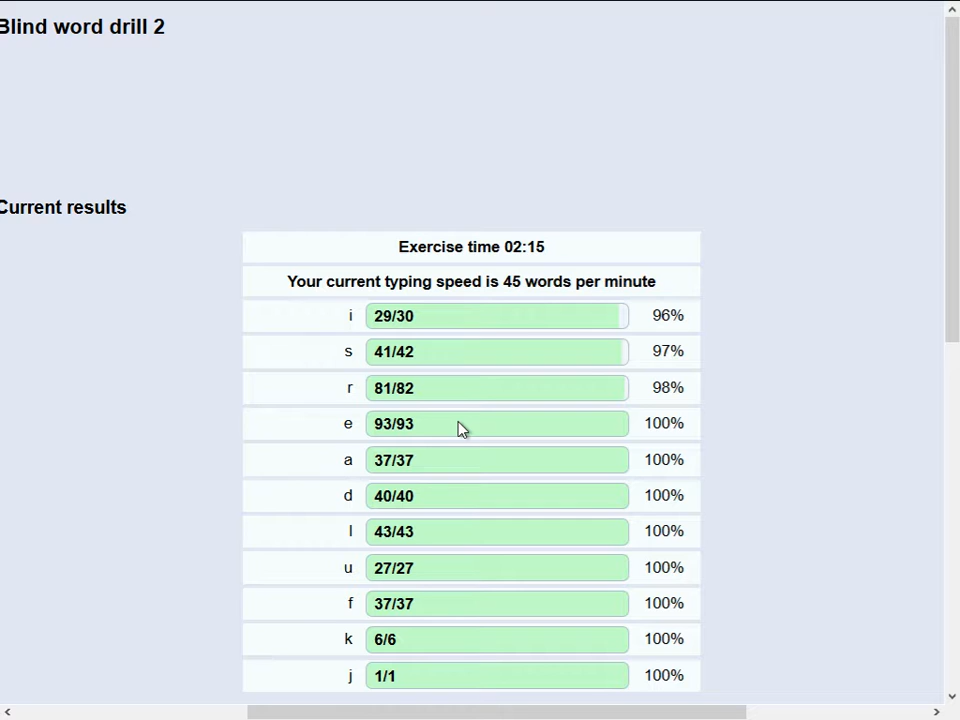 Blind word drill 2
Current results
Exercise time 02:15
Your current typing speed is 45 words per minute
i 29/30 96%
s 41/42 97%
r 81/82 98%
e 93/93 100%
a 37/37 100%
d 40/40 100%
l 43/43 100%
u 27/27 100%
f 37/37 100%
k 6/6 100%
j 1/1 100%